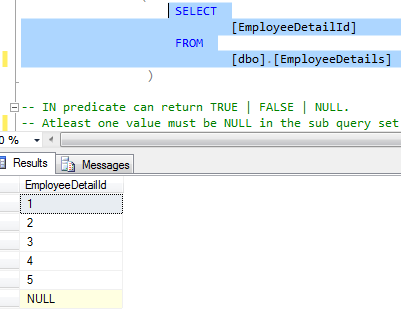 (
SELECT
[EmployeeDetailId]
FROM
[dbo].[EmployeeDetails]
)
-- IN predicate can return TRUE | FALSE | NULL.
-- Atleast one value must be NULL in the sub query set
0 %
Results Messages
EmployeeDetailId
1
2
3
4
5
NULL